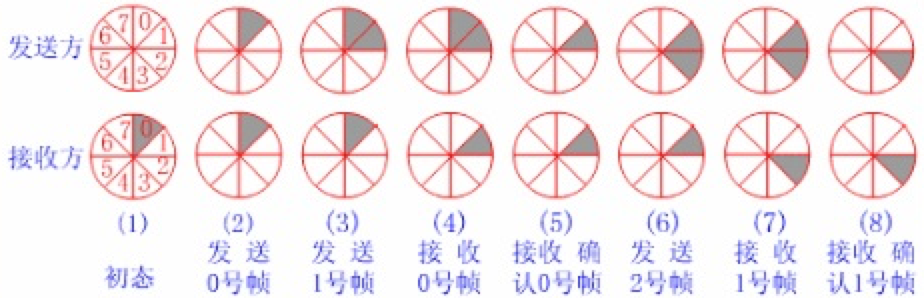 发送方
7 0
6 1
5 2
4 3
接收方
7 0
6 1
5 2
4 3
(1) (2) (3) (4) (5) (6) (7) (8)
发 送 发 送 接 收 接收 确 发 送 接 收 接收 确
初态 0号帧 1号帧 0号帧 认0号帧 2号帧 1号帧 认1号帧